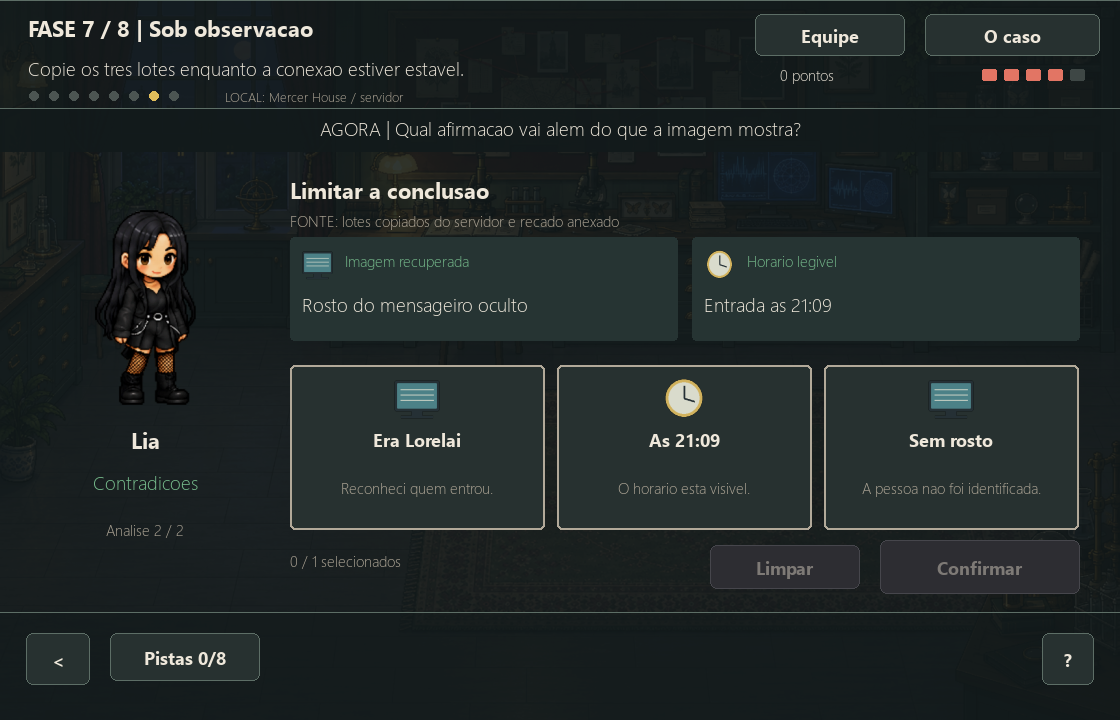 FASE 7 / 8 | Sob observacao
Equipe
O caso
Copie os tres lotes enquanto a conexao estiver estavel.
0 pontos
LOCAL: Mercer House / servidor
AGORA | Qual afirmacao vai alem do que a imagem mostra?
Limitar a conclusao
FONTE: lotes copiados do servidor e recado anexado
Imagem recuperada
Rosto do mensageiro oculto
Horario legivel
Entrada as 21:09
Era Lorelai
Reconheci quem entrou.
As 21:09
O horario esta visivel.
Sem rosto
A pessoa nao foi identificada.
Lia
Contradicoes
Analise 2 / 2
0 / 1 selecionados
Limpar
Confirmar
<
Pistas 0/8
?